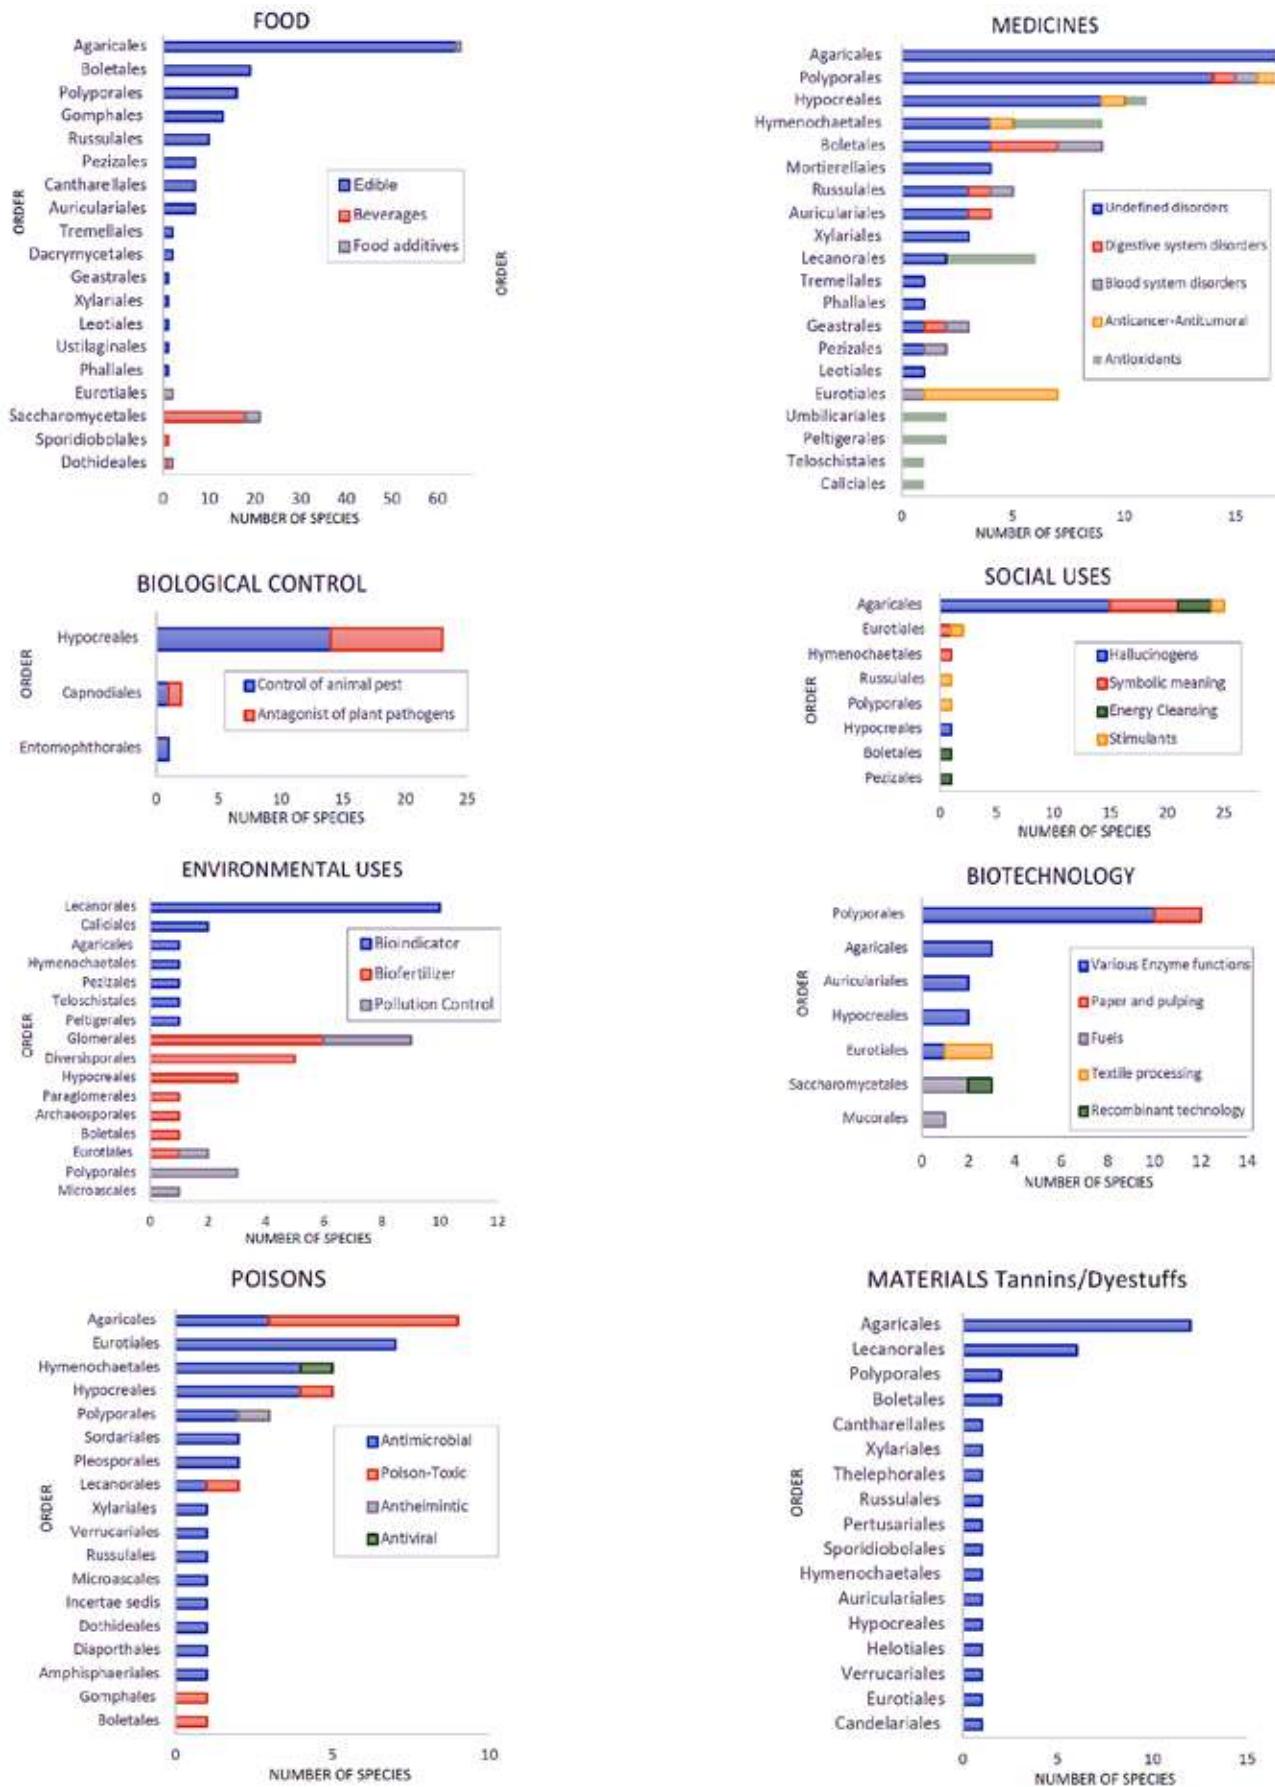 FOOD
Agaricales
Boletales
Polyporales
Gomphales
Russulales
Pezizales
Cantharellales
Auriculariales
Tremellales
Dacrymycetales
Geastrales
Xylariales
Leotiales
Ustilaginales
Phallales
Eurotiales
Saccharomycetales
Sporidiobolales
Dothideales
ORDER
Edible
Beverages
Food additives
0 10 20 30 40 50 60
NUMBER OF SPECIES
MEDICINES
Agaricales
Polyporales
Hypocreales
Hymenochaetales
Boletales
Mortierellales
Russulales
Auriculariales
Xylariales
Lecanorales
Tremellales
Phallales
Geastrales
Pezizales
Leotiales
Eurotiales
Umbilicariales
Peltigerales
Teloschistales
Caliciales
ORDER
Undefined disorders
Digestive system disorders
Blood system disorders
Anticancer-Antitumoral
Antioxidants
0 5 10 15
NUMBER OF SPECIES
BIOLOGICAL CONTROL
Hypocreales
Capnodiales
Entomophthorales
ORDER
Control of animal pest
Antagonist of plant pathogens
0 5 10 15 20 25
NUMBER OF SPECIES
SOCIAL USES
Agaricales
Eurotiales
Hymenochaetales
Russulales
Polyporales
Hypocreales
Boletales
Pezizales
ORDER
Hallucinogens
Symbolic meaning
Energy Cleansing
Stimulants
0 5 10 15 20 25
NUMBER OF SPECIES
ENVIRONMENTAL USES
Lecanorales
Caliciales
Agaricales
Hymenochaetales
Pezizales
Teloschistales
Peltigerales
Glomerales
Diversisporales
Hypocreales
Paraglomerales
Archaeosporales
Boletales
Eurotiales
Polyporales
Microascales
ORDER
Bioindicator
Biofertilizer
Pollution Control
0 2 4 6 8 10 12
NUMBER OF SPECIES
BIOTECHNOLOGY
Polyporales
Agaricales
Auriculariales
Hypocreales
Eurotiales
Saccharomycetales
Mucorales
ORDER
Various Enzyme functions
Paper and pulping
Fuels
Textile processing
Recombinant technology
0 2 4 6 8 10 12 14
NUMBER OF SPECIES
POISONS
Agaricales
Eurotiales
Hymenochaetales
Hypocreales
Polyporales
Sordariales
Pleosporales
Lecanorales
Xylariales
Verrucariales
Russulales
Microascales
Incertae sedis
Dothideales
Diaporthales
Amphisphaeriales
Gomphales
Boletales
ORDER
Antimicrobial
Poison-Toxic
Anthelmintic
Antiviral
0 5 10
NUMBER OF SPECIES
MATERIALS Tannins/Dyestuffs
Agaricales
Lecanorales
Polyporales
Boletales
Cantharellales
Xylariales
Thelephorales
Russulales
Pertusariales
Sporidiobolales
Hymenochaetales
Auriculariales
Hypocreales
Helotiales
Verrucariales
Eurotiales
Candelariales
ORDER
0 5 10 15
NUMBER OF SPECIES